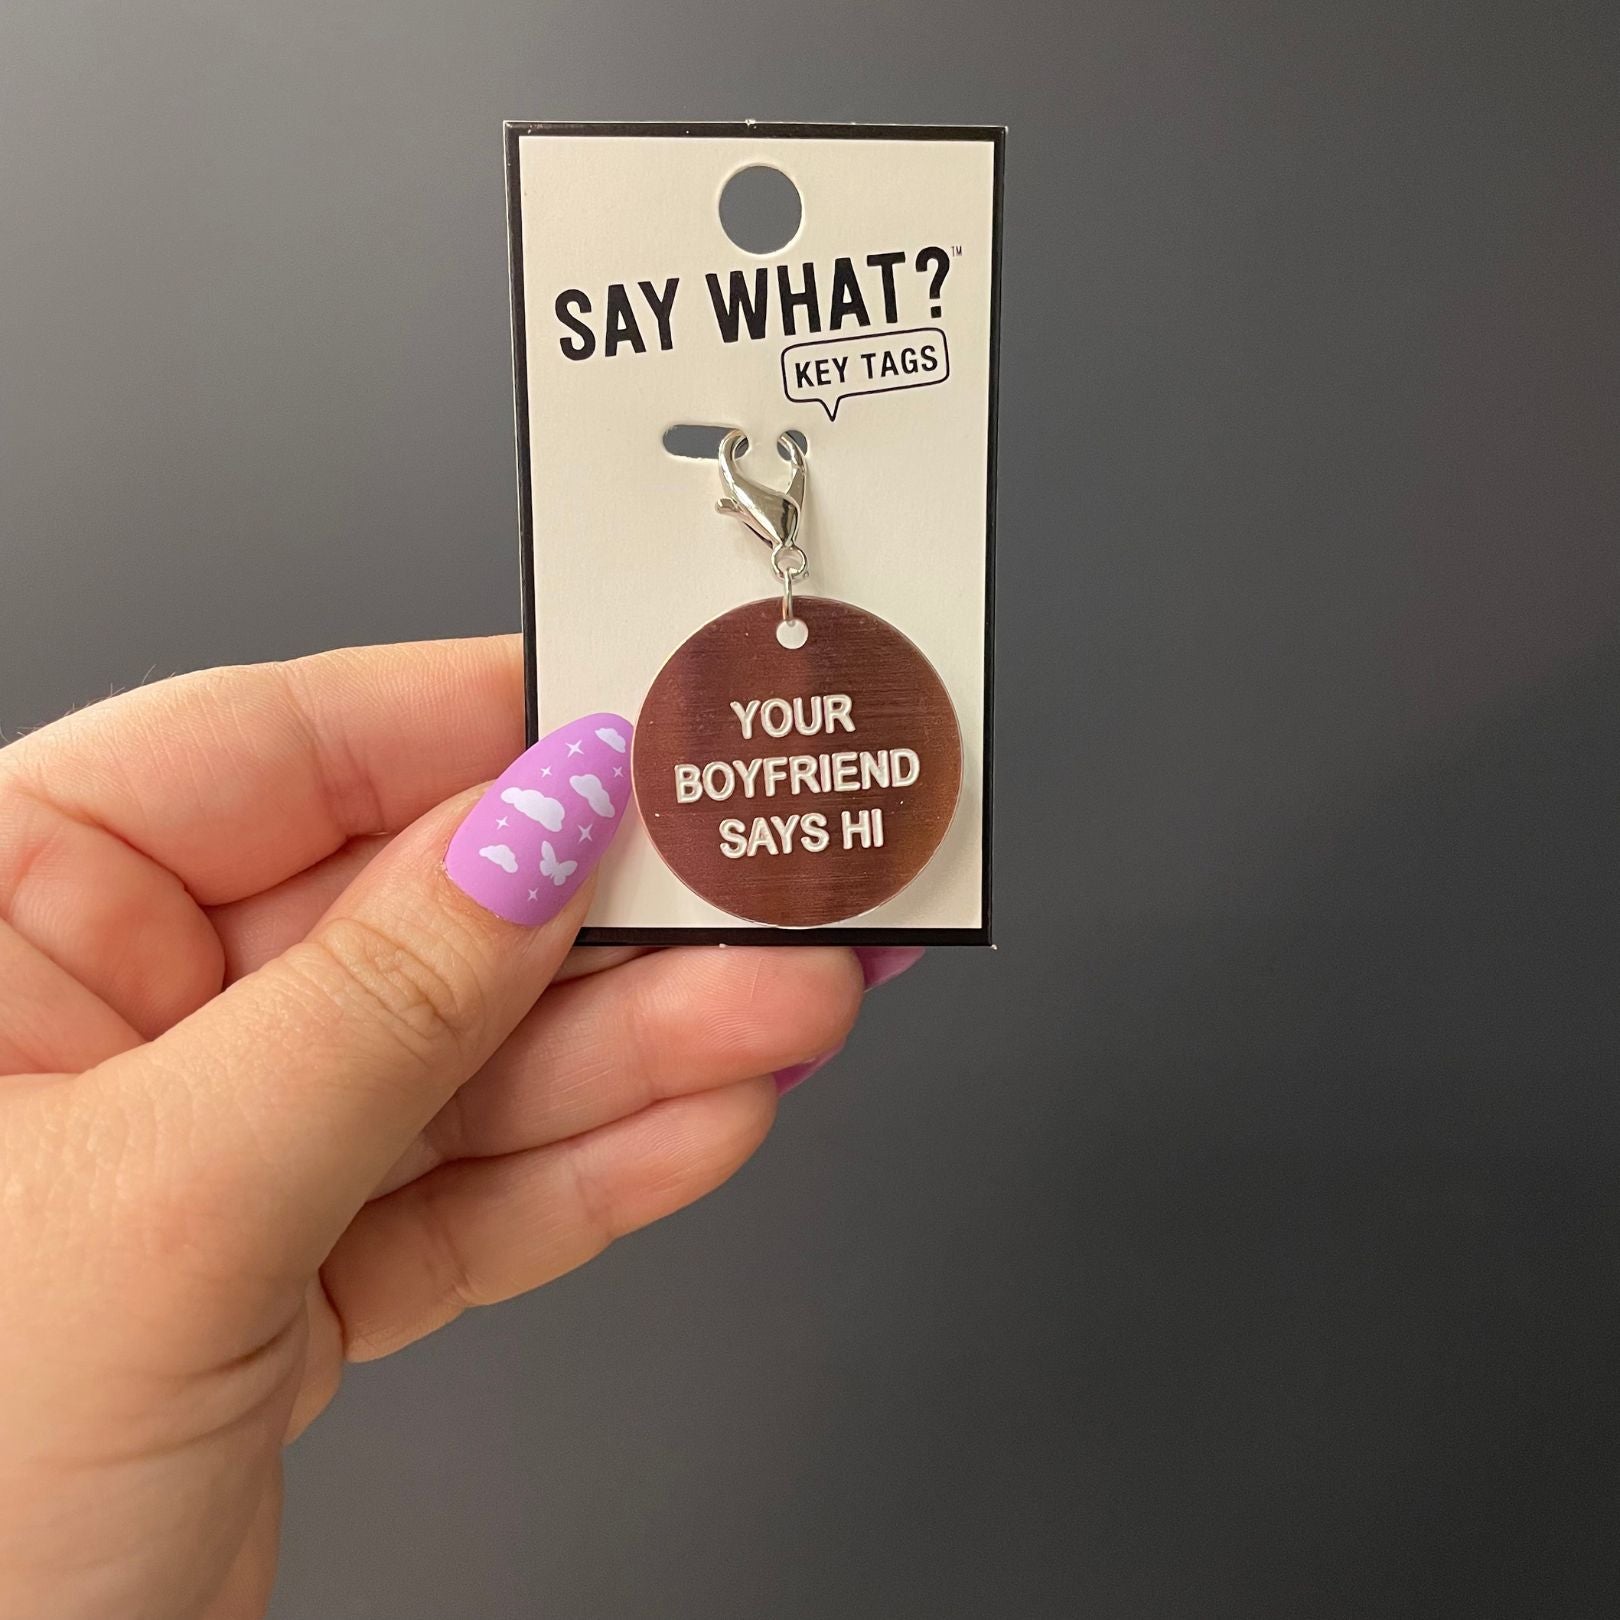 SAY WHAT?™
KEY TAGS
YOUR
BOYFRIEND
SAYS HI